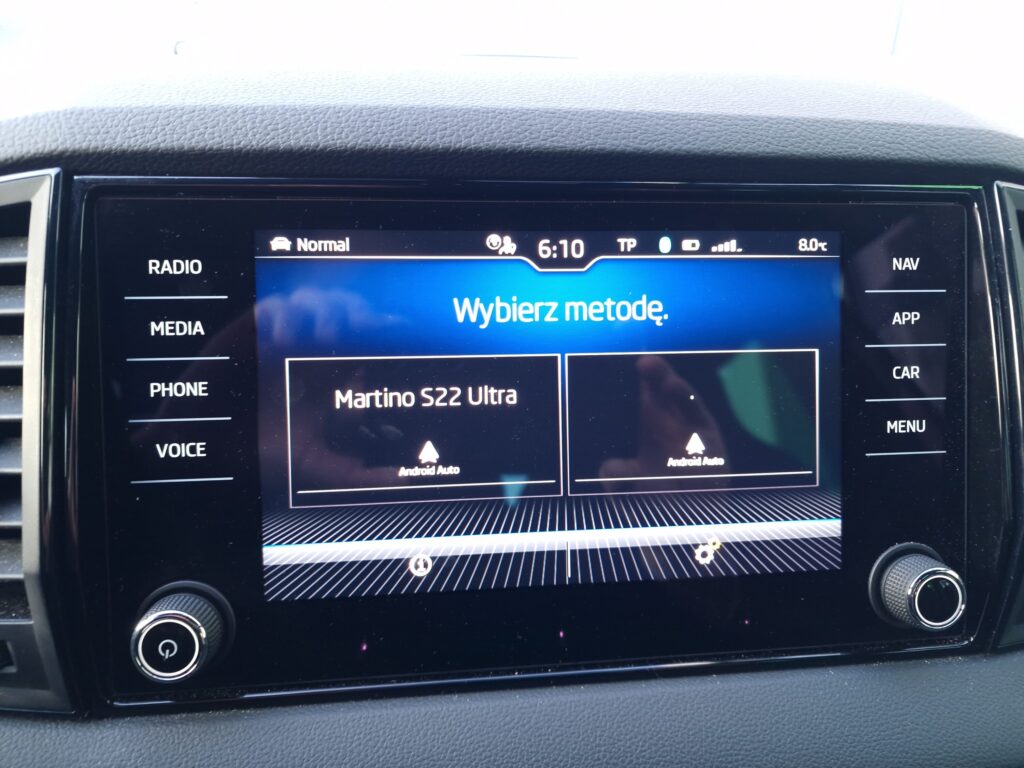 Normal
6:10
TP
8.0°C
Wybierz metodę.
Martino S22 Ultra
Android Auto
.
Android Auto
RADIO
MEDIA
PHONE
VOICE
NAV
APP
CAR
MENU